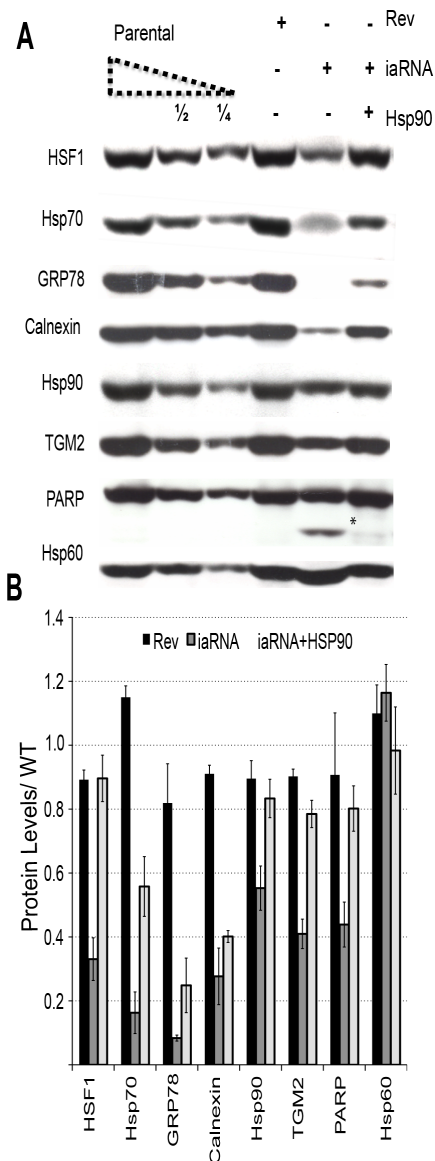 A
Parental
+ - - Rev
- + + iaRNA
½ ¼ - - + Hsp90
HSF1
Hsp70
GRP78
Calnexin
Hsp90
TGM2
PARP
*
Hsp60
B
1.4
Rev iaRNA iaRNA+HSP90
1.2
1.0
0.8
0.6
0.4
0.2
Protein Levels/ WT
HSF1
Hsp70
GRP78
Calnexin
Hsp90
TGM2
PARP
Hsp60